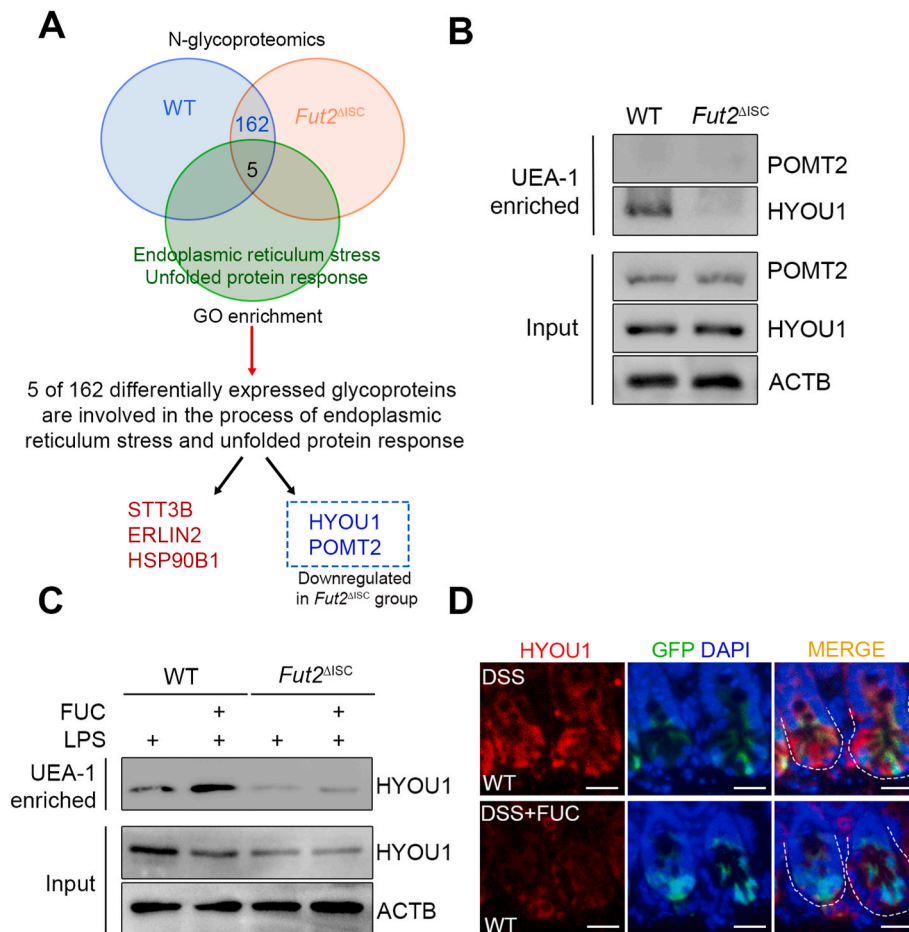 A
N-glycoproteomics
WT
Fut2ΔISC
162
5
Endoplasmic reticulum stress
Unfolded protein response
GO enrichment
5 of 162 differentially expressed glycoproteins
are involved in the process of endoplasmic
reticulum stress and unfolded protein response
STT3B
ERLIN2
HSP90B1
HYOU1
POMT2
Downregulated
in Fut2ΔISC group
B
WT Fut2ΔISC
UEA-1
enriched
POMT2
HYOU1
Input
POMT2
HYOU1
ACTB
C
WT Fut2ΔISC
FUC + +
LPS + + + +
UEA-1
enriched
HYOU1
Input
HYOU1
ACTB
D
HYOU1 GFP DAPI MERGE
DSS
WT
DSS+FUC
WT